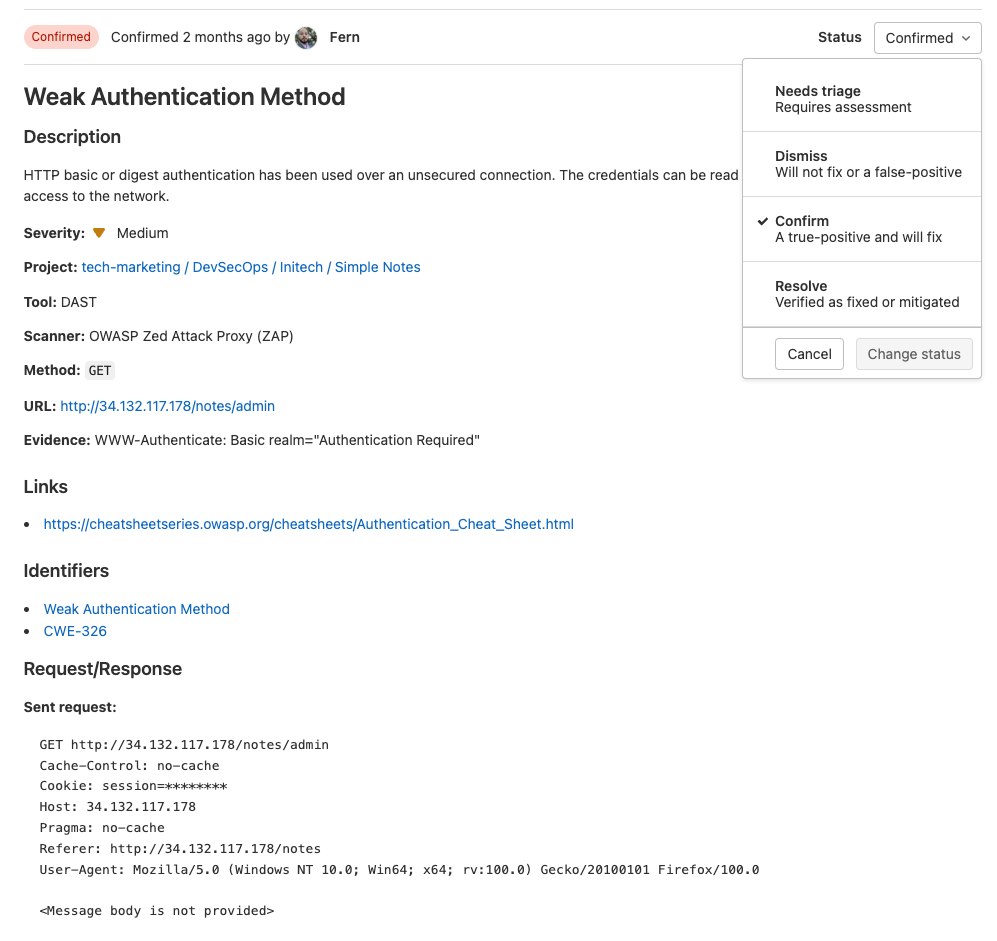 Confirmed Confirmed 2 months ago by Fern Status Confirmed
Weak Authentication Method
Description
HTTP basic or digest authentication has been used over an unsecured connection. The credentials can be read
access to the network.
Severity: Medium
Project: tech-marketing / DevSecOps / Initech / Simple Notes
Tool: DAST
Scanner: OWASP Zed Attack Proxy (ZAP)
Method: GET
URL: http://34.132.117.178/notes/admin
Evidence: WWW-Authenticate: Basic realm="Authentication Required"
Needs triage
Requires assessment
Dismiss
Will not fix or a false-positive
Confirm
A true-positive and will fix
Resolve
Verified as fixed or mitigated
Cancel Change status
Links
https://cheatsheetseries.owasp.org/cheatsheets/Authentication_Cheat_Sheet.html
Identifiers
Weak Authentication Method
CWE-326
Request/Response
Sent request:
GET http://34.132.117.178/notes/admin
Cache-Control: no-cache
Cookie: session=********
Host: 34.132.117.178
Pragma: no-cache
Referer: http://34.132.117.178/notes
User-Agent: Mozilla/5.0 (Windows NT 10.0; Win64; x64; rv:100.0) Gecko/20100101 Firefox/100.0
<Message body is not provided>